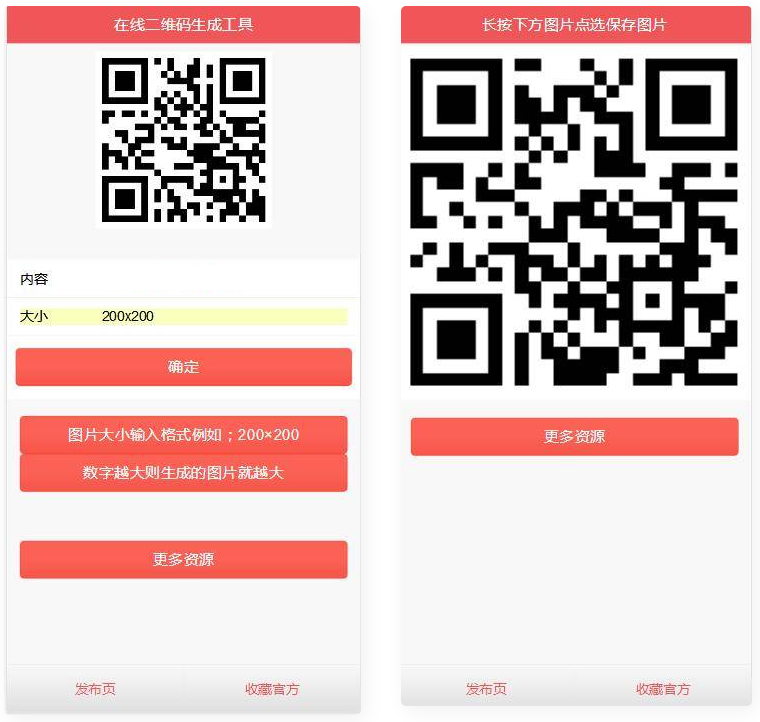 在线二维码生成工具
内容
大小 200x200
确定
图片大小输入格式例如；200×200
数字越大则生成的图片就越大
更多资源
发布页 收藏官方
长按下方图片点选保存图片
更多资源
发布页 收藏官方